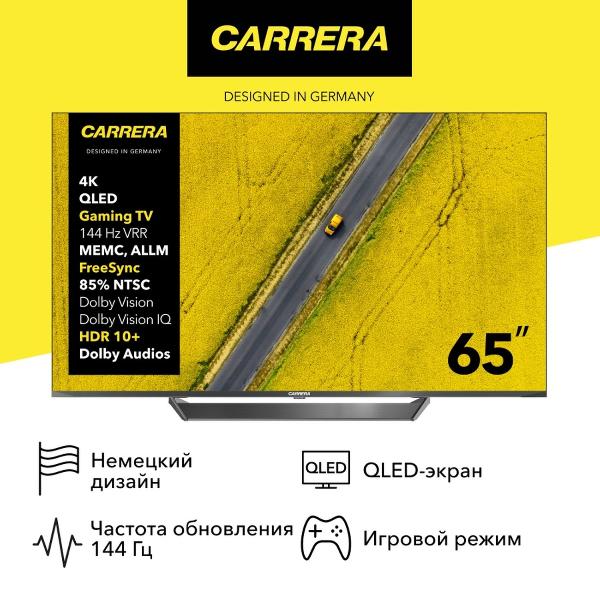 CARRERA
DESIGNED IN GERMANY
CARRERA
DESIGNED IN GERMANY
4K
QLED
Gaming TV
144 Hz VRR
MEMC, ALLM
FreeSync
85% NTSC
Dolby Vision
Dolby Vision IQ
HDR 10+
Dolby Audios
65"
CARRERA
Немецкий
дизайн
QLED
QLED-экран
Частота обновления
144 Гц
Игровой режим